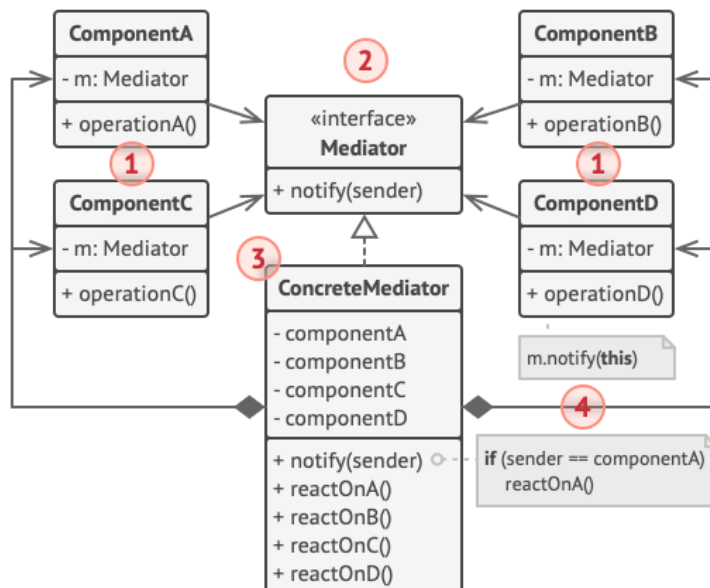 ComponentA
- m: Mediator
+ operationA()
1
ComponentC
- m: Mediator
+ operationC()
2
«interface»
Mediator
+ notify(sender)
ComponentB
- m: Mediator
+ operationB()
1
ComponentD
- m: Mediator
+ operationD()
m.notify(this)
3
ConcreteMediator
- componentA
- componentB
- componentC
- componentD
+ notify(sender)
+ reactOnA()
+ reactOnB()
+ reactOnC()
+ reactOnD()
4
if (sender == componentA)
reactOnA()